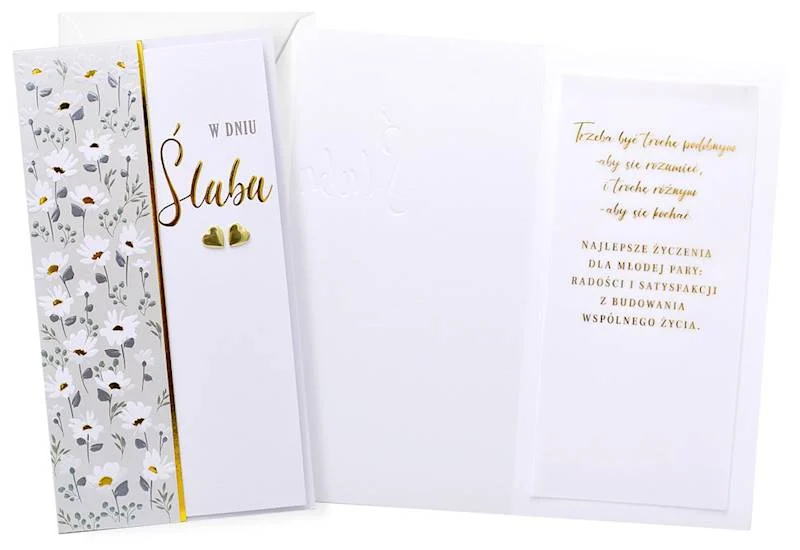 W DNIU
Ślubu
Trzeba być trochę podobnym
-aby się rozumieć,
i trochę różnym
-aby się kochać.
NAJLEPSZE ŻYCZENIA
DLA MŁODEJ PARY:
RADOŚCI I SATYSFAKCJI
Z BUDOWANIA
WSPÓLNEGO ŻYCIA.